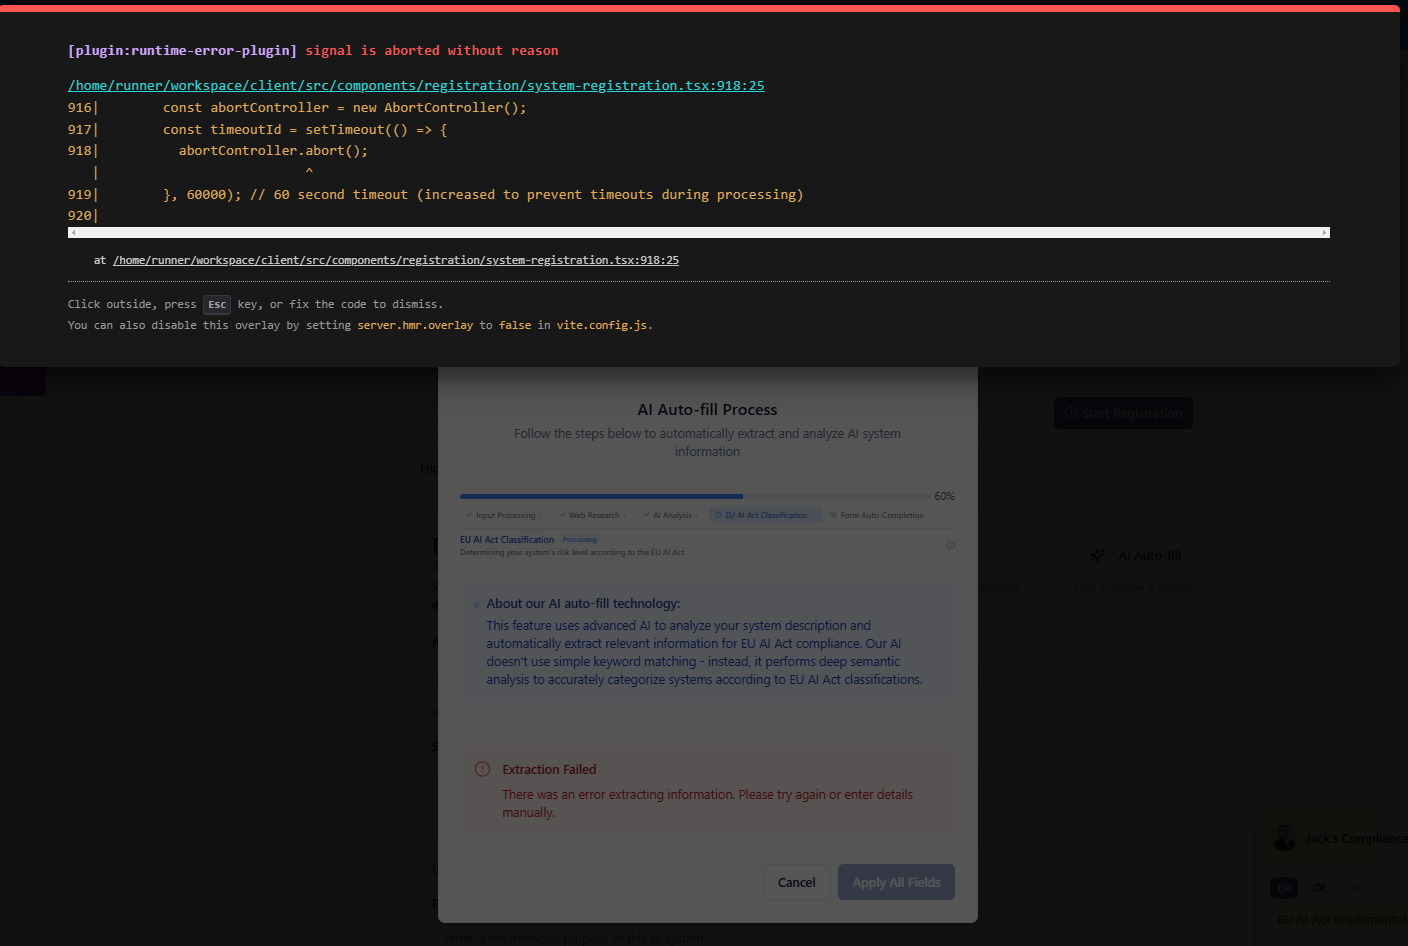 [plugin:runtime-error-plugin] signal is aborted without reason
/home/runner/workspace/client/src/components/registration/system-registration.tsx:918:25
916|        const abortController = new AbortController();
917|        const timeoutId = setTimeout(() => {
918|          abortController.abort();
   |                          ^
919|        }, 60000); // 60 second timeout (increased to prevent timeouts during processing)
920|
at /home/runner/workspace/client/src/components/registration/system-registration.tsx:918:25
Click outside, press Esc key, or fix the code to dismiss.
You can also disable this overlay by setting server.hmr.overlay to false in vite.config.js.
AI Auto-fill Process
Start Registration
Follow the steps below to automatically extract and analyze AI system
information
60%
Input Processing
Web Research
AI Analysis
EU AI Act Classification
Form Auto-Completion
EU AI Act Classification Processing
Determining your system's risk level according to the EU AI Act
AI Auto-fill
Step 5: Review & Submit
About our AI auto-fill technology:
This feature uses advanced AI to analyze your system description and
automatically extract relevant information for EU AI Act compliance. Our AI
doesn't use simple keyword matching - instead, it performs deep semantic
analysis to accurately categorize systems according to EU AI Act classifications.
Extraction Failed
There was an error extracting information. Please try again or enter details
manually.
Jack's Compliance
Cancel
Apply All Fields
EN
DE
VI
EU AI Act
What is the intended purpose of this AI system?